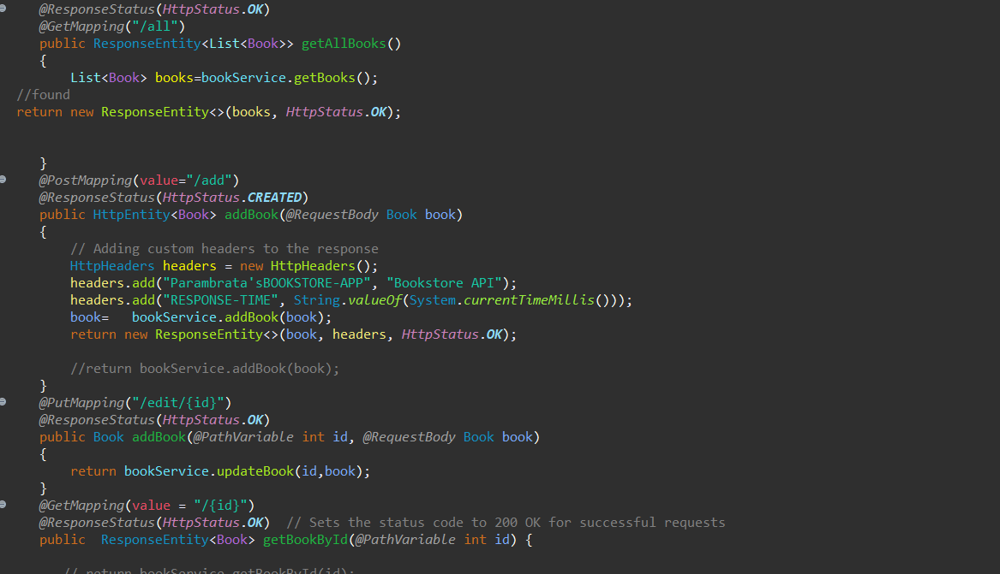 @ResponseStatus(HttpStatus.OK)
@GetMapping("/all")
public ResponseEntity<List<Book>> getAllBooks()
{
List<Book> books=bookService.getBooks();
//found
return new ResponseEntity<>(books, HttpStatus.OK);
}
@PostMapping(value="/add")
@ResponseStatus(HttpStatus.CREATED)
public HttpEntity<Book> addBook(@RequestBody Book book)
{
// Adding custom headers to the response
HttpHeaders headers = new HttpHeaders();
headers.add("Parambrata'sBOOKSTORE-APP", "Bookstore API");
headers.add("RESPONSE-TIME", String.valueOf(System.currentTimeMillis()));
book=   bookService.addBook(book);
return new ResponseEntity<>(book, headers, HttpStatus.OK);
//return bookService.addBook(book);
}
@PutMapping("/edit/{id}")
@ResponseStatus(HttpStatus.OK)
public Book addBook(@PathVariable int id, @RequestBody Book book)
{
return bookService.updateBook(id,book);
}
@GetMapping(value = "/{id}")
@ResponseStatus(HttpStatus.OK)  // Sets the status code to 200 OK for successful requests
public  ResponseEntity<Book> getBookById(@PathVariable int id) {
// return bookService.getBookById(id);